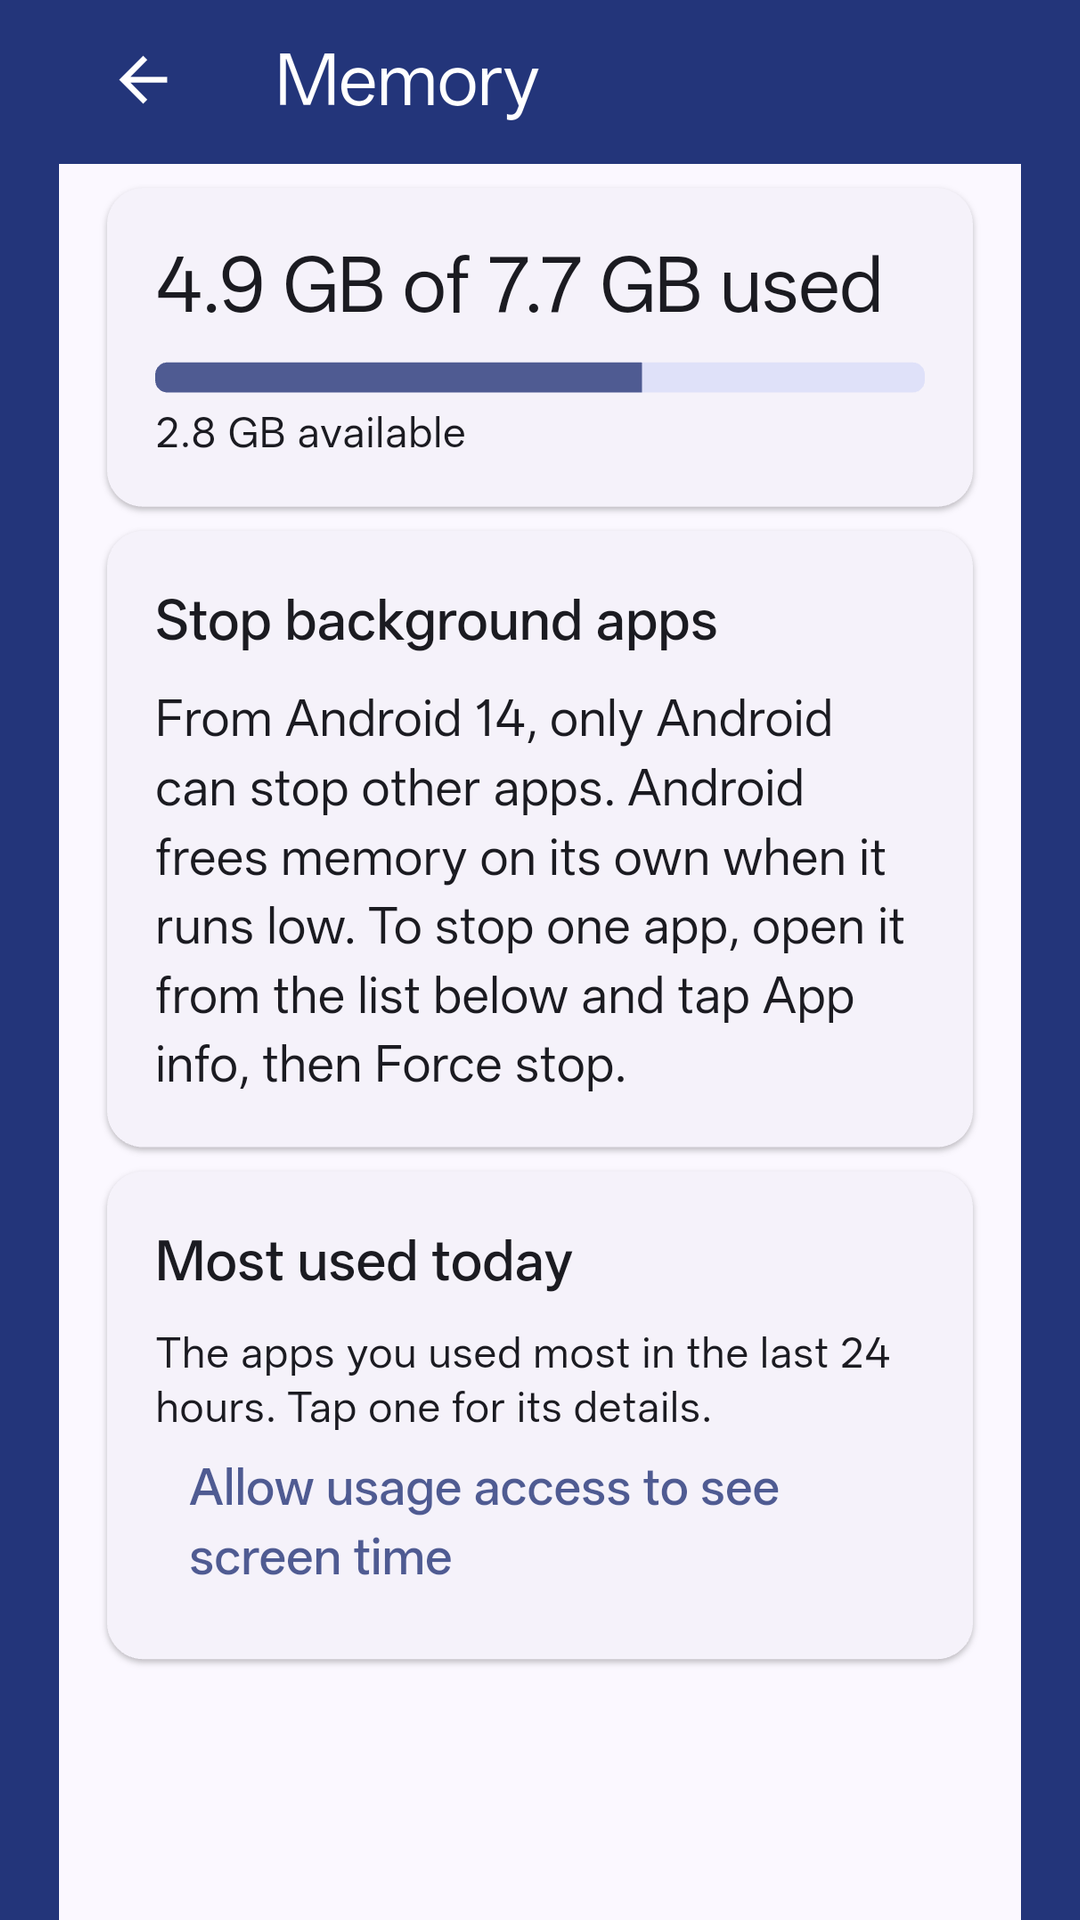 Memory
4.9 GB of 7.7 GB used
2.8 GB available
Stop background apps
From Android 14, only Android
can stop other apps. Android
frees memory on its own when it
runs low. To stop one app, open it
from the list below and tap App
info, then Force stop.
Most used today
The apps you used most in the last 24
hours. Tap one for its details.
Allow usage access to see
screen time